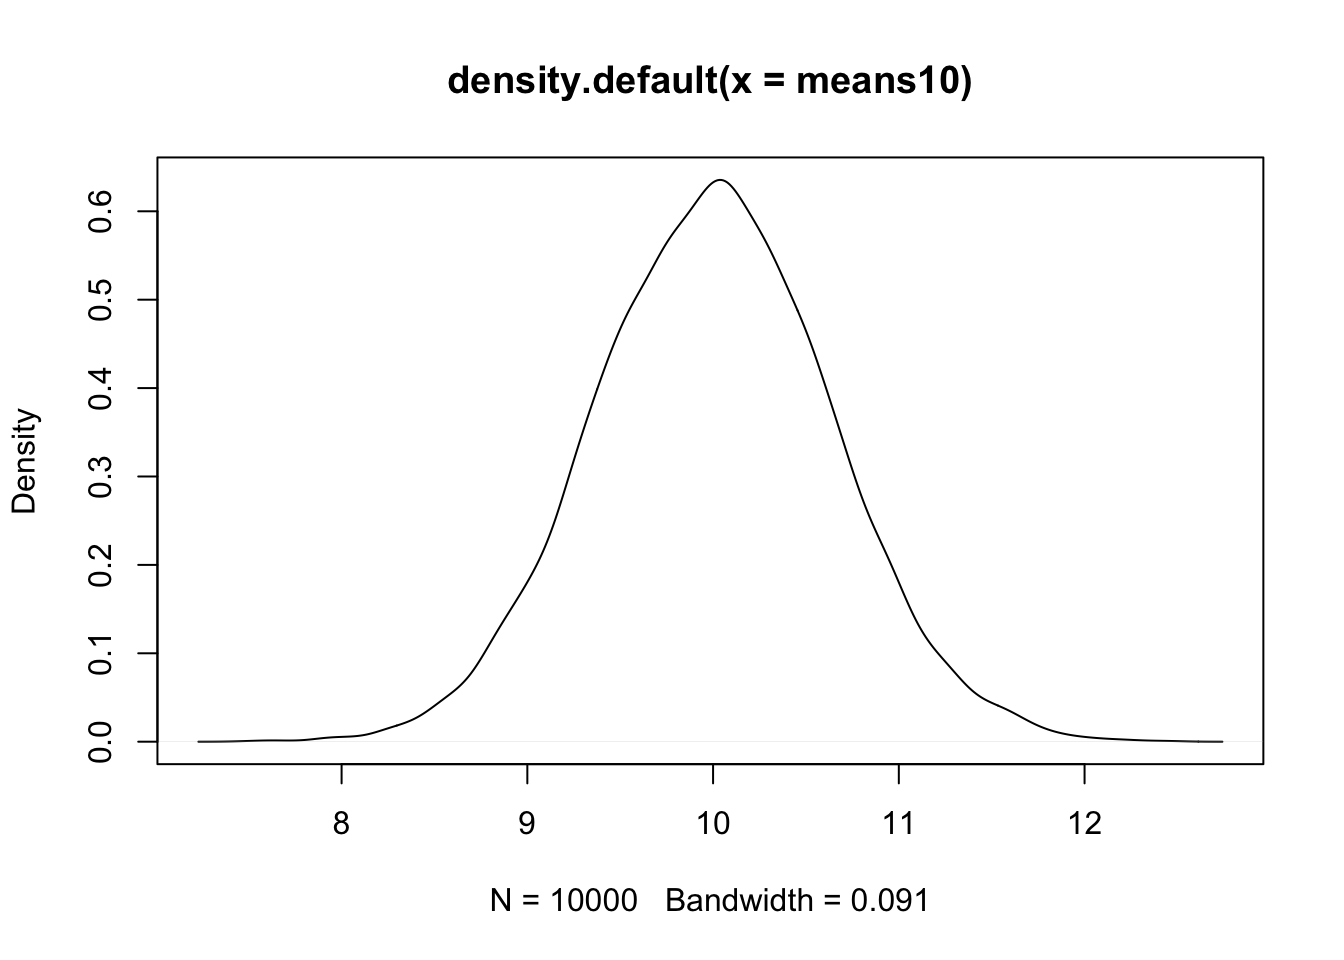 density.default(x = means10)
Density
0.0 0.1 0.2 0.3 0.4 0.5 0.6
8 9 10 11 12
N = 10000 Bandwidth = 0.091